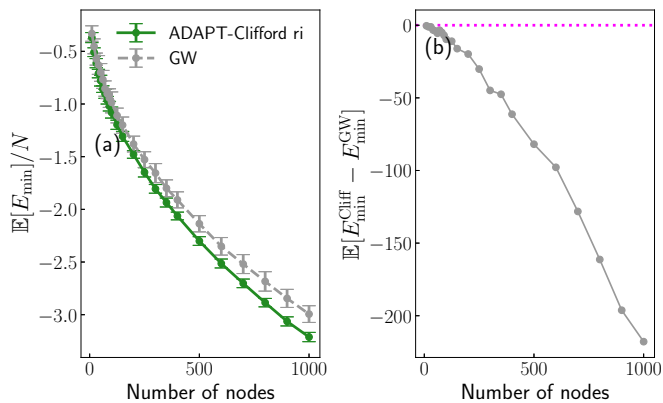 ADAPT-Clifford ri
GW
(a)
𝔼[E_min]/N
−0.5
−1.0
−1.5
−2.0
−2.5
−3.0
0
500
1000
Number of nodes
(b)
𝔼[E_min^Cliff − E_min^GW]
0
−50
−100
−150
−200
0
500
1000
Number of nodes